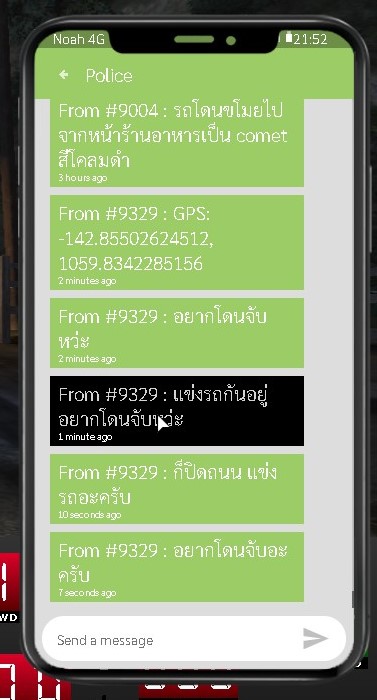 Noah 4G
21:52
Police
From #9004 : รถโดนขโมยไป
จากหน้าร้านอาหารเป็น comet
สีโคลมดำ
3 hours ago
From #9329 : GPS:
-142.85502624512,
1059.8342285156
2 minutes ago
From #9329 : อยากโดนจับ
หว่ะ
2 minutes ago
From #9329 : แข่งรถกันอยู่
อยากโดนจับหว่ะ
1 minute ago
From #9329 : ก็ปิดถนน แข่ง
รถอะครับ
10 seconds ago
From #9329 : อยากโดนจับอะ
ครับ
7 seconds ago
Send a message